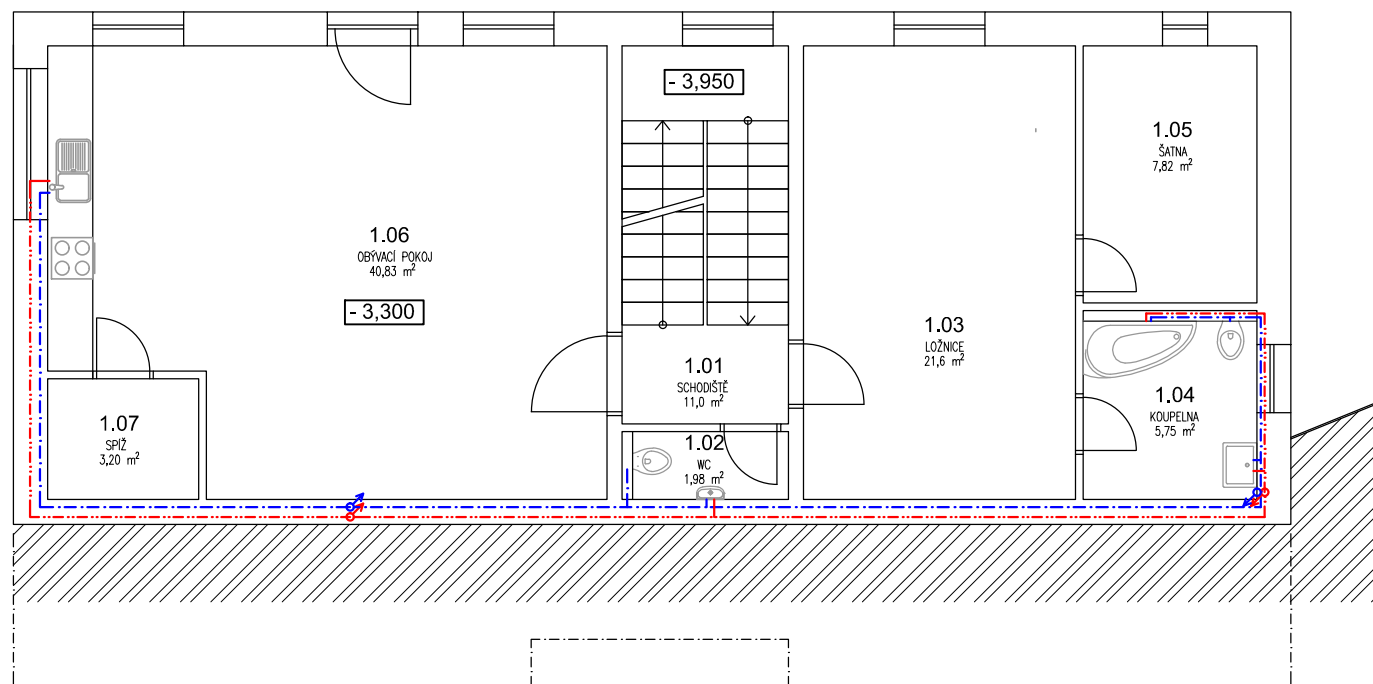 - 3,950
1.05
ŠATNA
7,82 m²
1.06
OBÝVACÍ POKOJ
40,83 m²
- 3,300
1.03
LOŽNICE
21,6 m²
1.01
SCHODIŠTĚ
11,0 m²
1.04
KOUPELNA
5,75 m²
1.07
SPÍŽ
3,20 m²
1.02
WC
1,98 m²